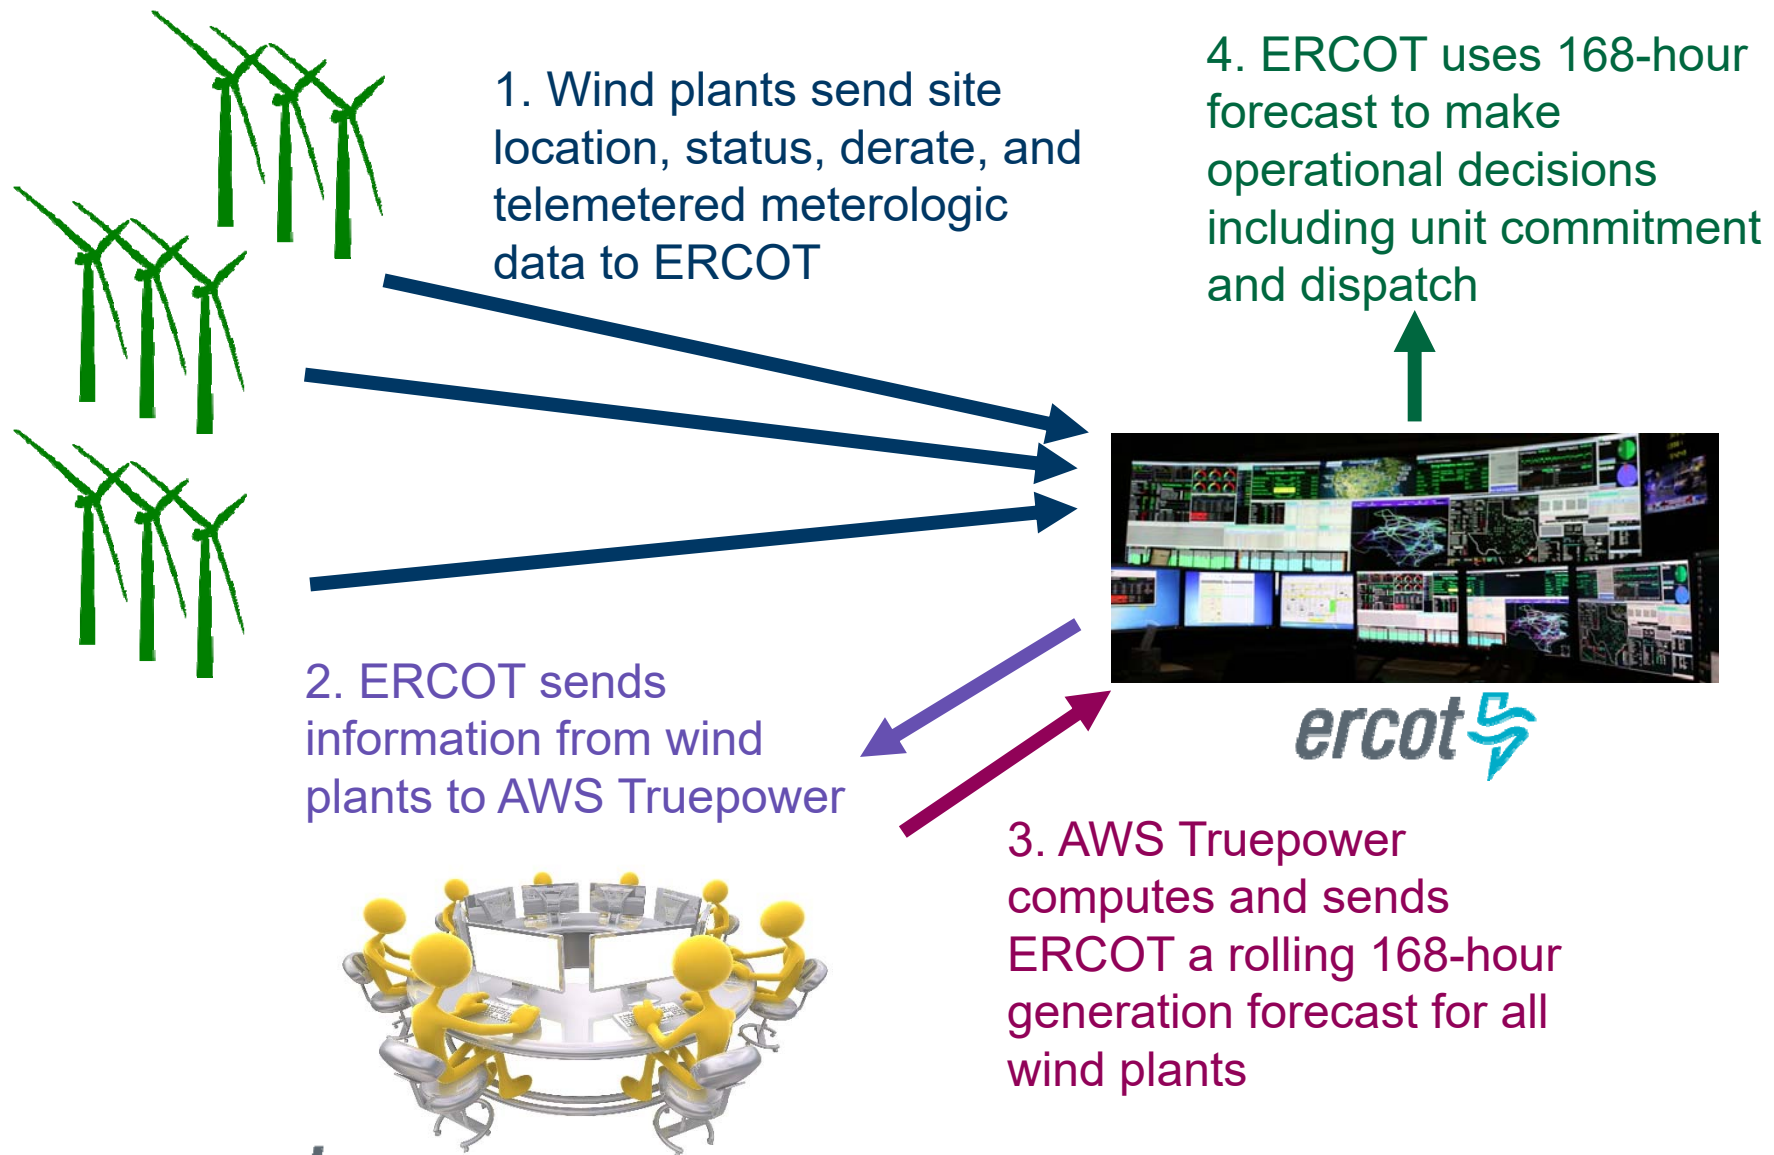 1. Wind plants send site
location, status, derate, and
telemetered meterologic
data to ERCOT
4. ERCOT uses 168-hour
forecast to make
operational decisions
including unit commitment
and dispatch
2. ERCOT sends
information from wind
plants to AWS Truepower
ercot
3. AWS Truepower
computes and sends
ERCOT a rolling 168-hour
generation forecast for all
wind plants